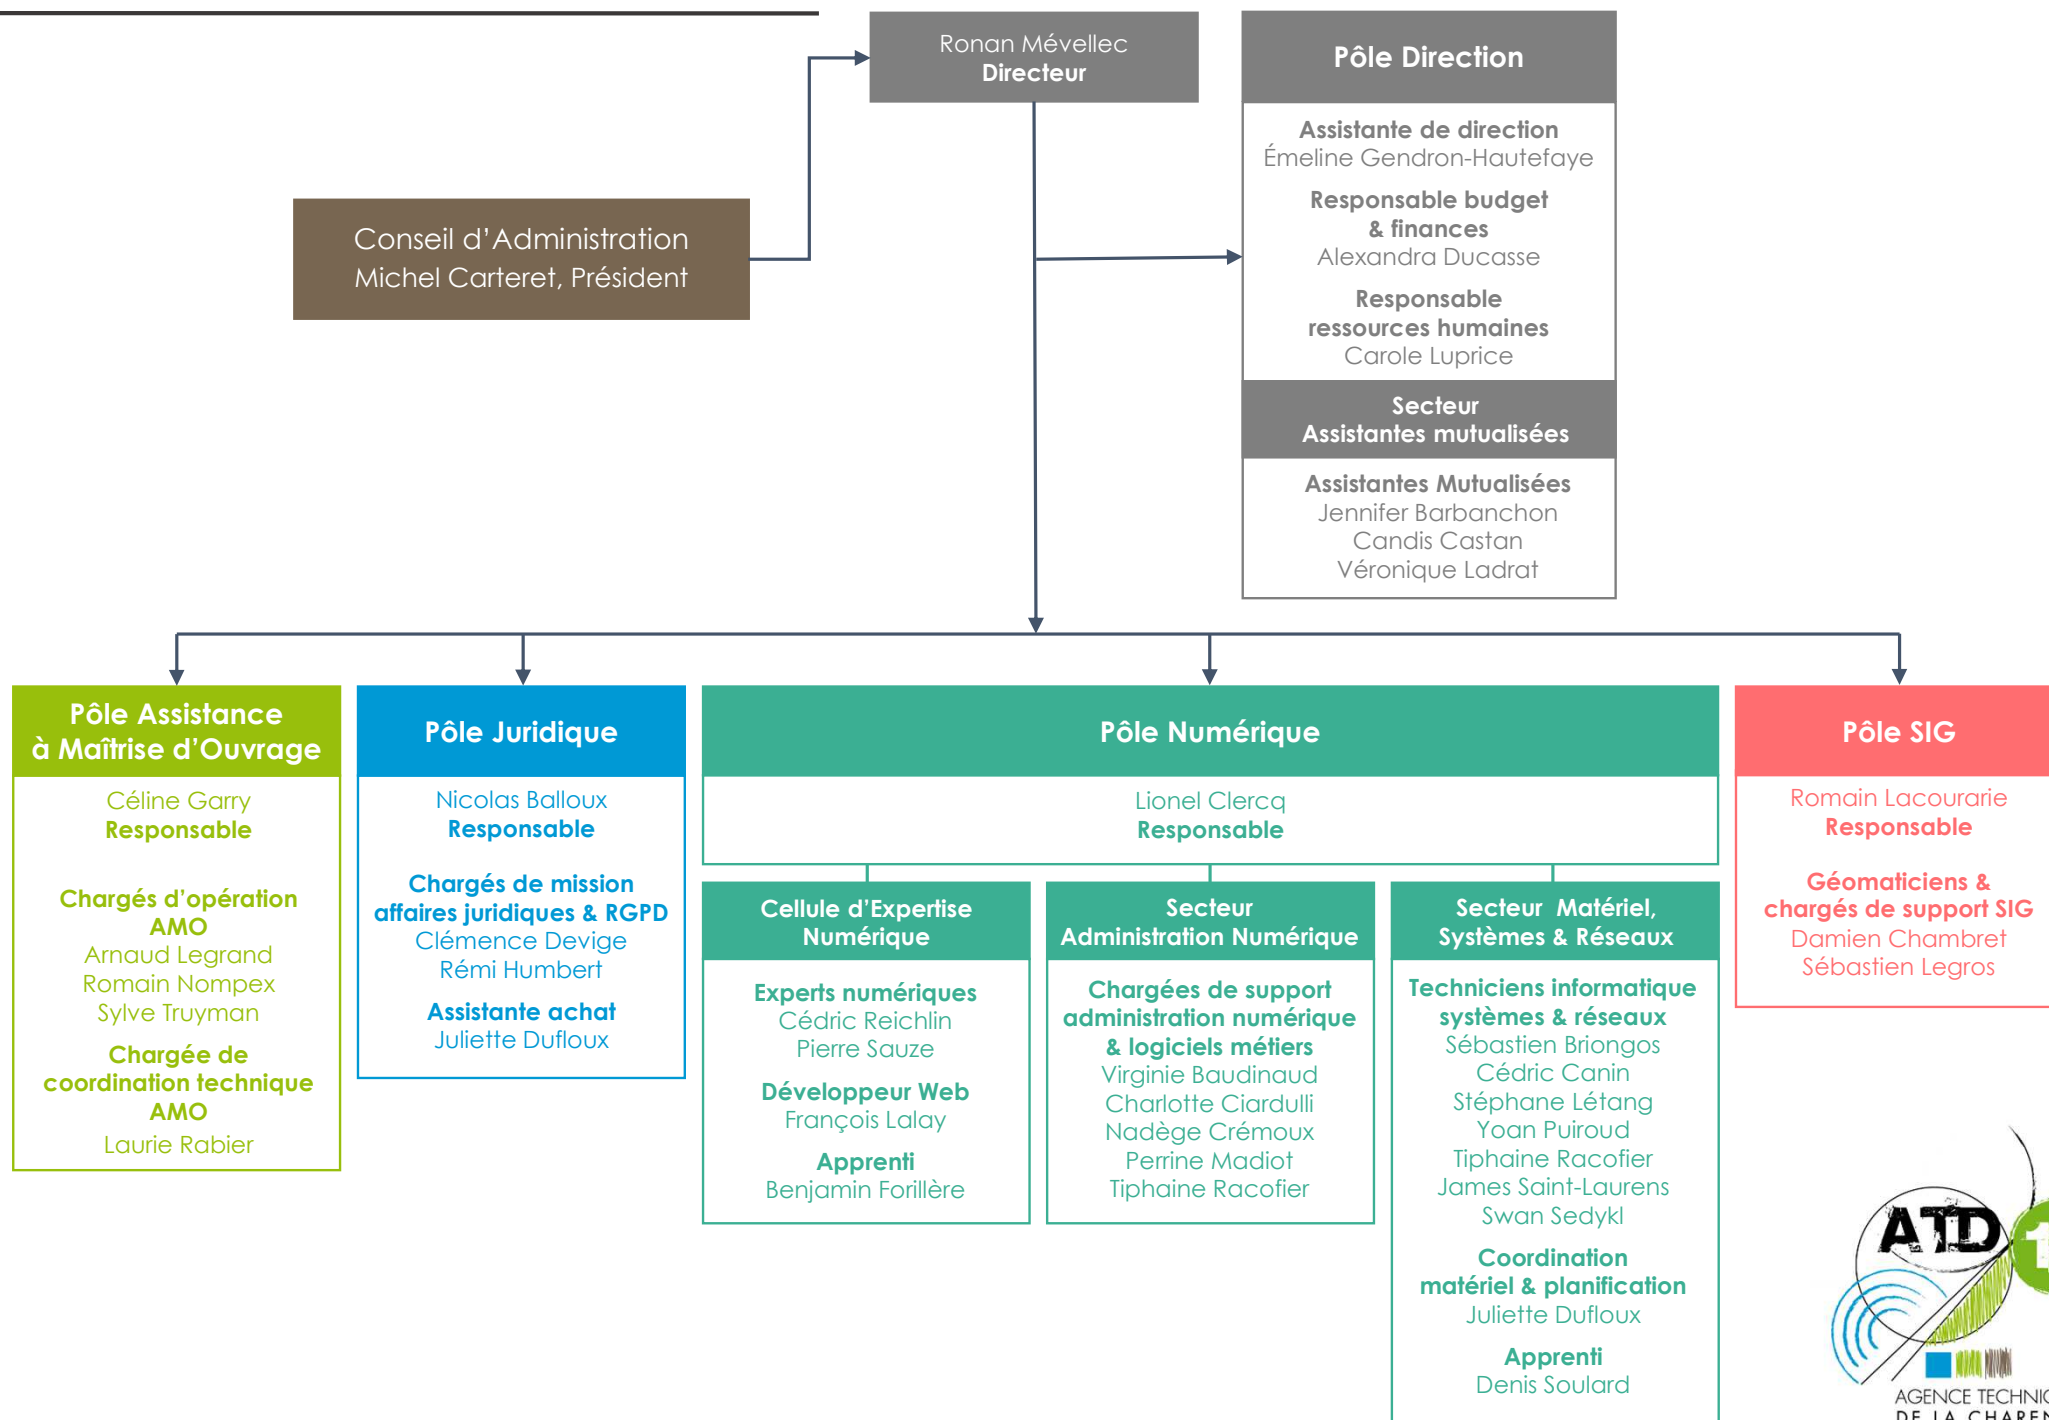 Ronan Mévellec
Directeur
Pôle Direction
Assistante de direction
Émeline Gendron-Hautefaye
Responsable budget
& finances
Alexandra Ducasse
Responsable
ressources humaines
Carole Luprice
Secteur
Assistantes mutualisées
Assistantes Mutualisées
Jennifer Barbanchon
Candis Castan
Véronique Ladrat
Conseil d'Administration
Michel Carteret, Président
Pôle Assistance
à Maîtrise d'Ouvrage
Céline Garry
Responsable
Chargés d'opération
AMO
Arnaud Legrand
Romain Nompex
Sylve Truyman
Chargée de
coordination technique
AMO
Laurie Rabier
Pôle Juridique
Nicolas Balloux
Responsable
Chargés de mission
affaires juridiques & RGPD
Clémence Devige
Rémi Humbert
Assistante achat
Juliette Dufloux
Pôle Numérique
Lionel Clercq
Responsable
Cellule d'Expertise
Numérique
Experts numériques
Cédric Reichlin
Pierre Sauze
Développeur Web
François Lalay
Apprenti
Benjamin Forillère
Secteur
Administration Numérique
Chargées de support
administration numérique
& logiciels métiers
Virginie Baudinaud
Charlotte Ciardulli
Nadège Crémoux
Perrine Madiot
Tiphaine Racofier
Secteur  Matériel,
Systèmes & Réseaux
Techniciens informatique
systèmes & réseaux
Sébastien Briongos
Cédric Canin
Stéphane Létang
Yoan Puiroud
Tiphaine Racofier
James Saint-Laurens
Swan Sedykl
Coordination
matériel & planification
Juliette Dufloux
Apprenti
Denis Soulard
Pôle SIG
Romain Lacourarie
Responsable
Géomaticiens &
chargés de support SIG
Damien Chambret
Sébastien Legros
ATD
AGENCE
DE LA